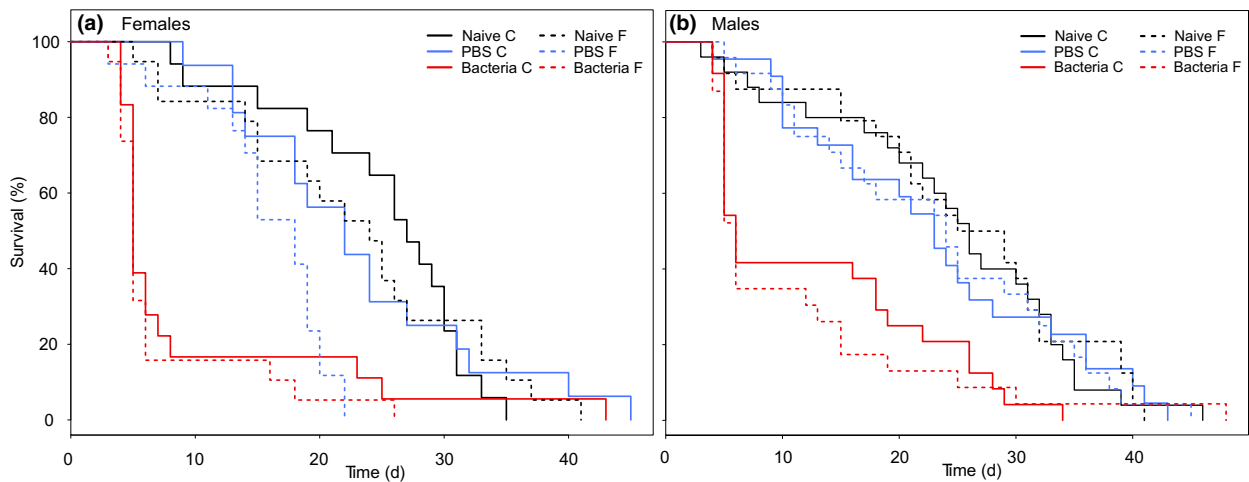 (a) Females
Naive C
Naive F
PBS C
PBS F
Bacteria C
Bacteria F
Survival (%)
100
80
60
40
20
0
0 10 20 30 40
Time (d)
(b) Males
Naive C
Naive F
PBS C
PBS F
Bacteria C
Bacteria F
0 10 20 30 40
Time (d)